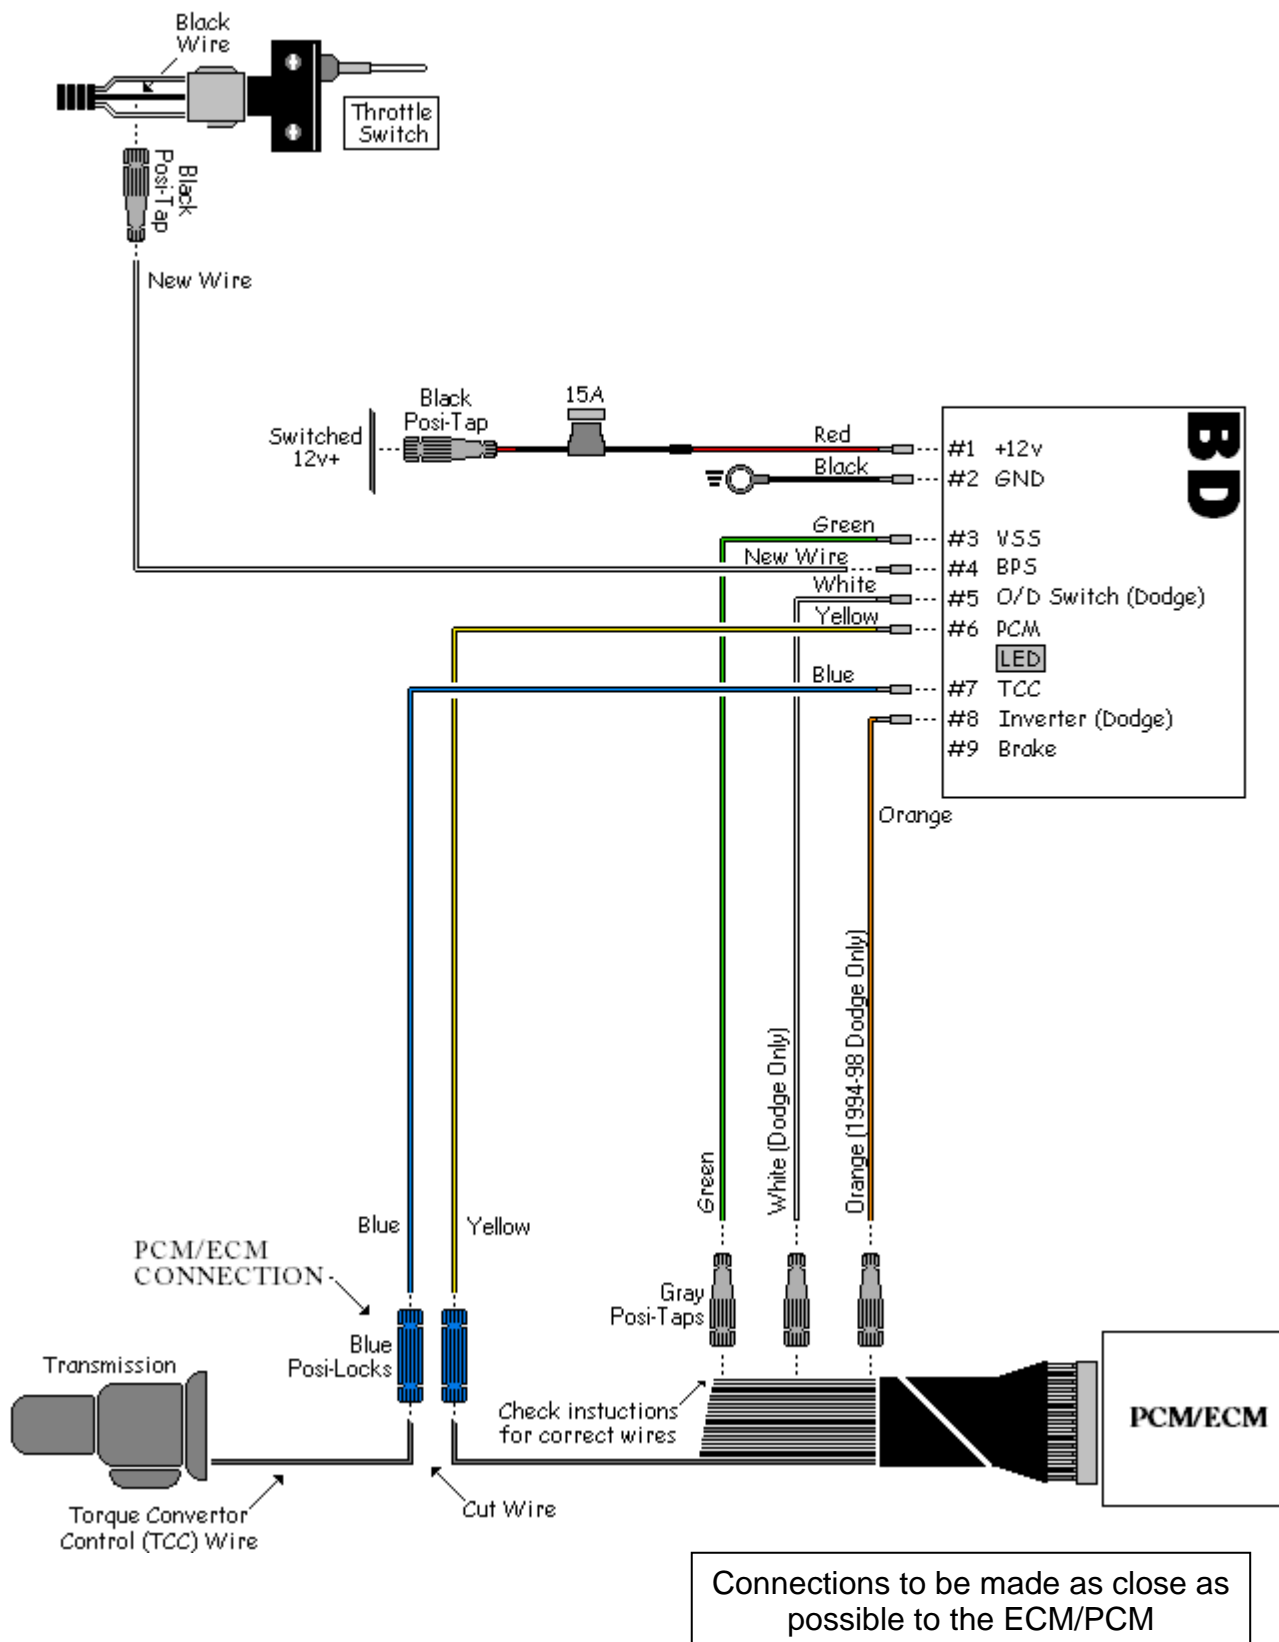 Black
Wire
Throttle
Switch
Black
Posi-Tap
New Wire
Black
Posi-Tap
15A
Switched
12v+
Red
Black
Green
New Wire
White
Yellow
Blue
BD
#1 +12v
#2 GND
#3 VSS
#4 BPS
#5 O/D Switch (Dodge)
#6 PCM
LED
#7 TCC
#8 Inverter (Dodge)
#9 Brake
Orange
Green
White (Dodge Only)
Orange (1994-98 Dodge Only)
Blue
Yellow
PCM/ECM
CONNECTION
Blue
Posi-Locks
Gray
Posi-Taps
Transmission
Check instuctions
for correct wires
PCM/ECM
Torque Convertor
Control (TCC) Wire
Cut Wire
Connections to be made as close as
possible to the ECM/PCM